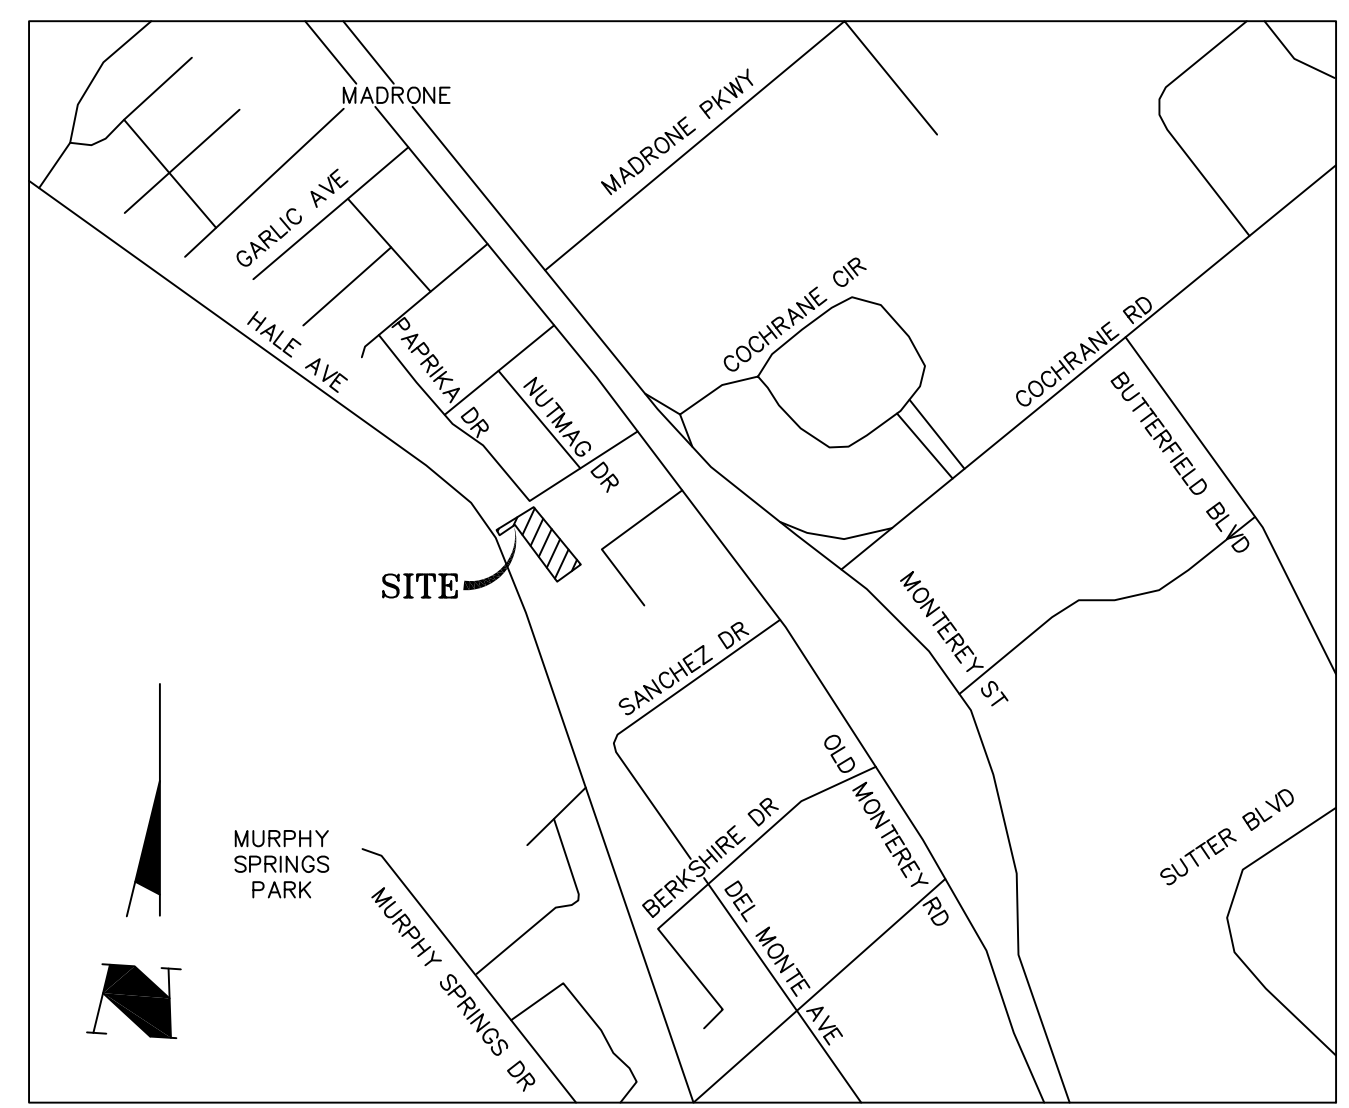 MADRONE
MADRONE PKWY
GARLIC AVE
HALE AVE
PAPRIKA DR
NUTMAG DR
COCHRANE CIR
COCHRANE RD
BUTTERFIELD BLVD
SITE
MONTEREY ST
SANCHEZ DR
OLD MONTEREY RD
BERKSHIRE DR
DEL MONTE AVE
SUTTER BLVD
MURPHY
SPRINGS
PARK
MURPHY SPRINGS DR
N